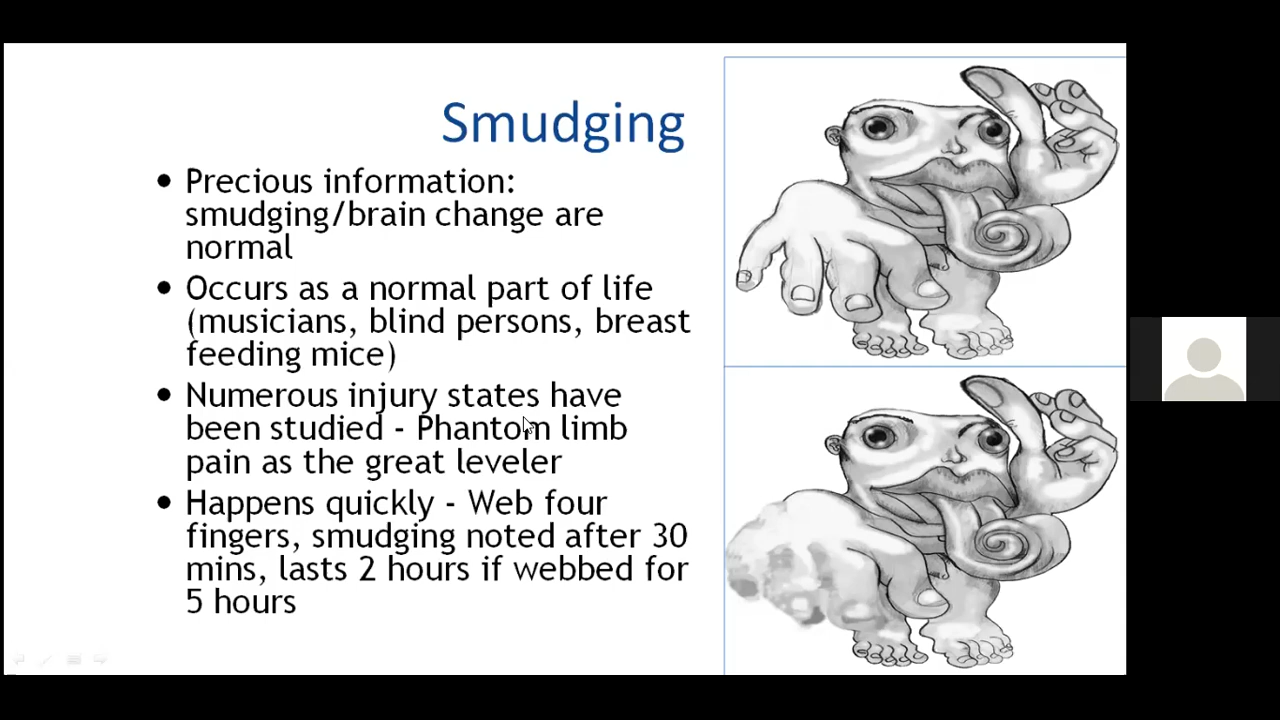 Smudging
• Precious information:
smudging/brain change are
normal
• Occurs as a normal part of life
(musicians, blind persons, breast
feeding mice)
• Numerous injury states have
been studied - Phantom limb
pain as the great leveler
• Happens quickly - Web four
fingers, smudging noted after 30
mins, lasts 2 hours if webbed for
5 hours